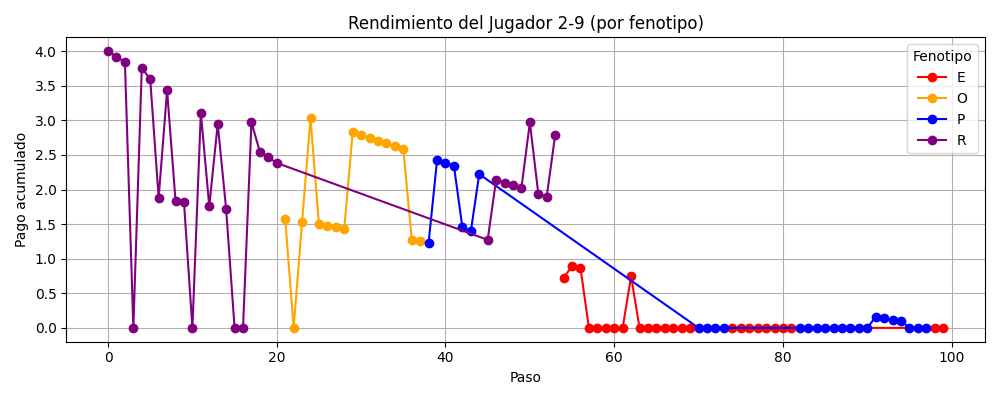 Rendimiento del Jugador 2-9 (por fenotipo)
Pago acumulado
4.0
3.5
3.0
2.5
2.0
1.5
1.0
0.5
0.0
0 20 40 60 80 100
Paso
Fenotipo
E
O
P
R